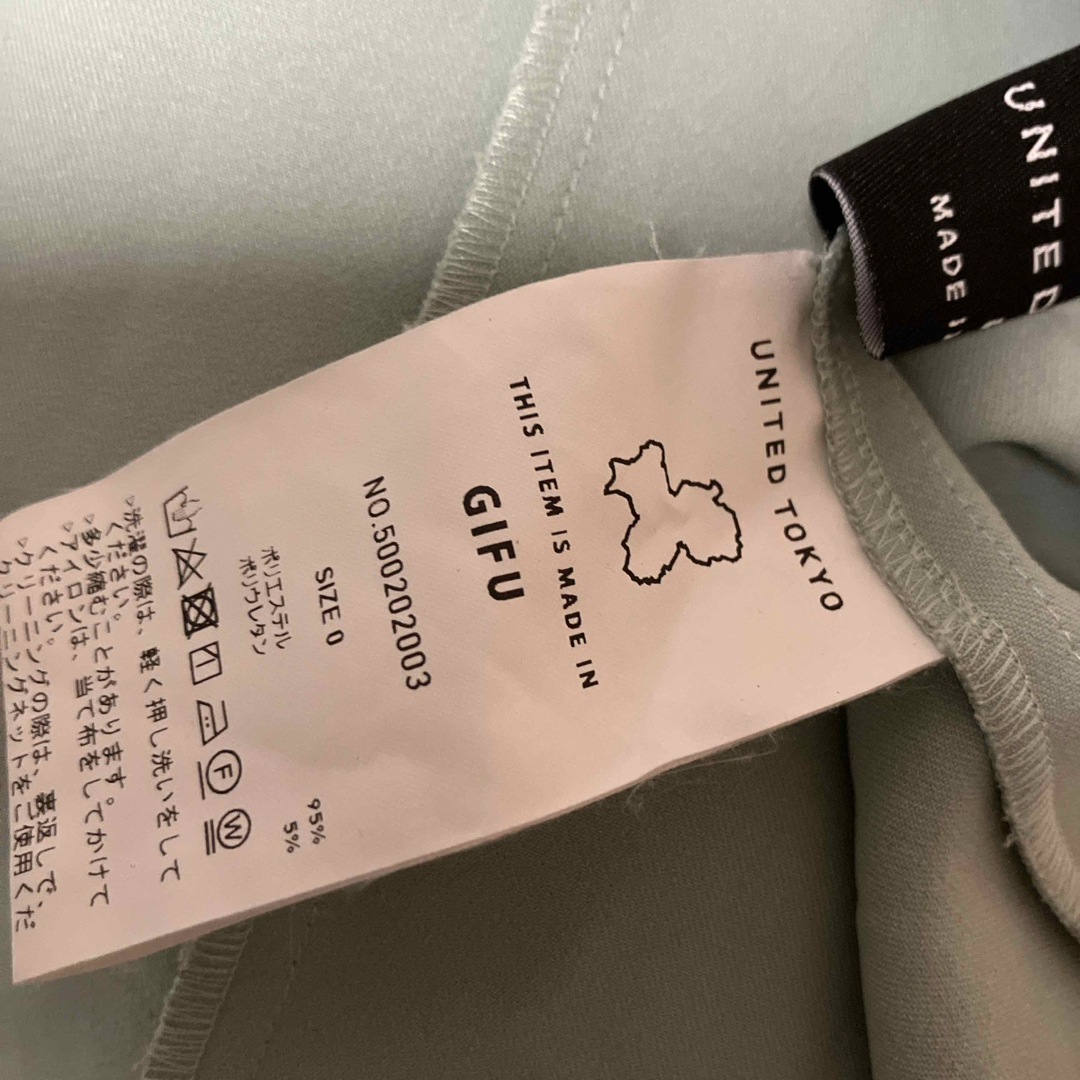 UNITED
MADE I
UNITED TOKYO
THIS ITEM IS MADE IN
GIFU
NO.500202003
SIZE 0
ポリエステル 95%
ポリウレタン 5%
F W
洗濯の際は、軽く押し洗いをして
ください。
多少縮むことがあります。
アイロンは、当て布をしてかけて
ください。
クリーニングの際は、裏返して、
クリーニングネットをご使用くだ